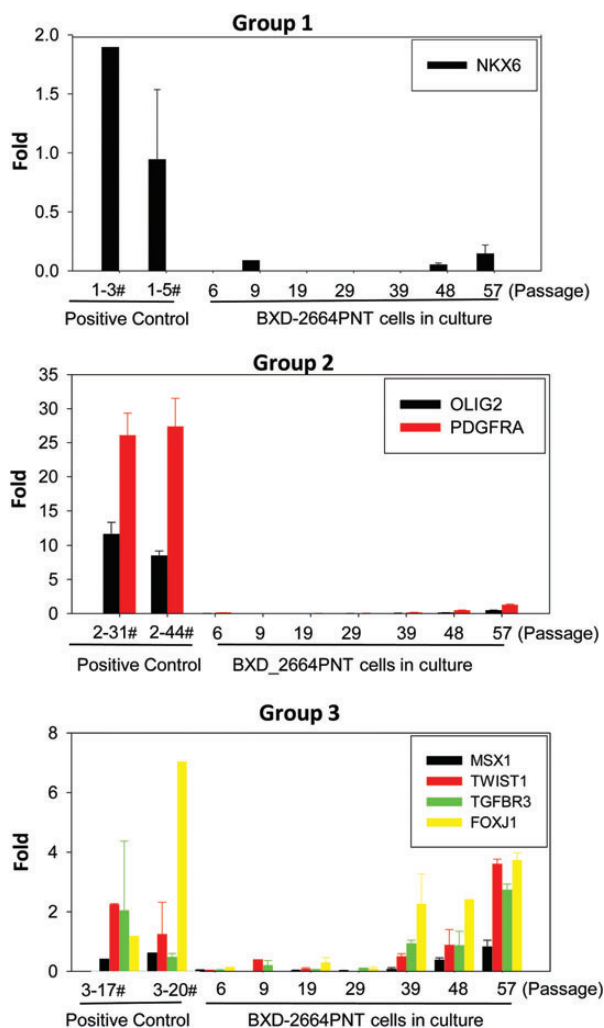 Group 1
NKX6
Fold
2.0
1.5
1.0
0.5
0.0
1-3# 1-5# 6 9 19 29 39 48 57 (Passage)
Positive Control BXD-2664PNT cells in culture
Group 2
OLIG2
PDGFRA
Fold
35
30
25
20
15
10
5
0
2-31# 2-44# 6 9 19 29 39 48 57 (Passage)
Positive Control BXD_2664PNT cells in culture
Group 3
MSX1
TWIST1
TGFBR3
FOXJ1
Fold
8
6
4
2
0
3-17# 3-20# 6 9 19 29 39 48 57 (Passage)
Positive Control BXD-2664PNT cells in culture